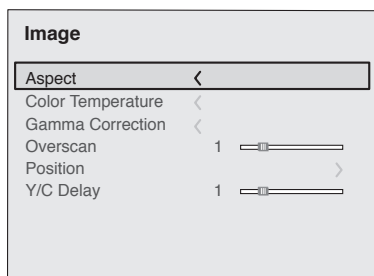 Image
Aspect
Color Temperature
Gamma Correction
Overscan 1
Position
Y/C Delay 1